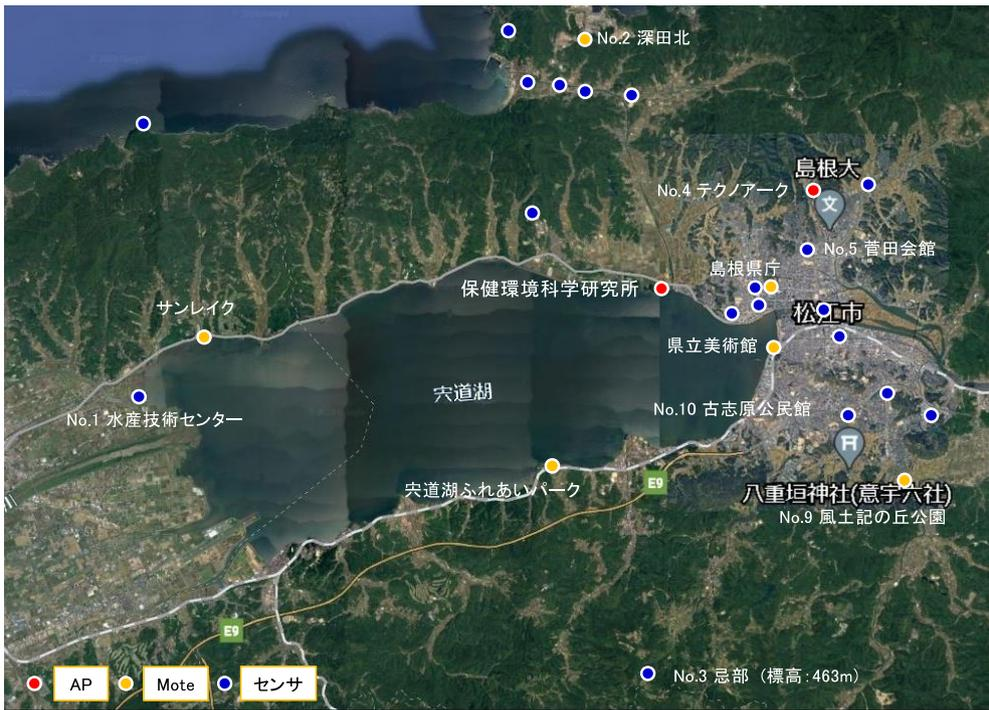 No.2 深田北
島根大
No.4 テクノアーク
No.5 菅田会館
島根県庁
保健環境科学研究所
サンレイク
松江市
県立美術館
宍道湖
No.1 水産技術センター
No.10 古志原公民館
宍道湖ふれあいパーク
E9
八重垣神社(意宇六社)
No.9 風土記の丘公園
E9
AP
Mote
センサ
No.3 忌部 (標高:463m)